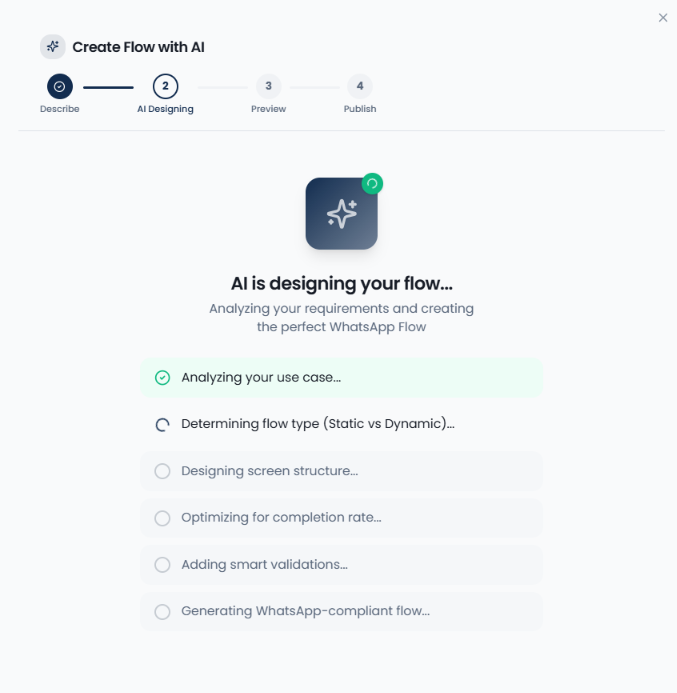 Create Flow with AI
2
3
4
Describe
AI Designing
Preview
Publish
AI is designing your flow...
Analyzing your requirements and creating
the perfect WhatsApp Flow
Analyzing your use case...
Determining flow type (Static vs Dynamic)...
Designing screen structure...
Optimizing for completion rate...
Adding smart validations...
Generating WhatsApp-compliant flow...